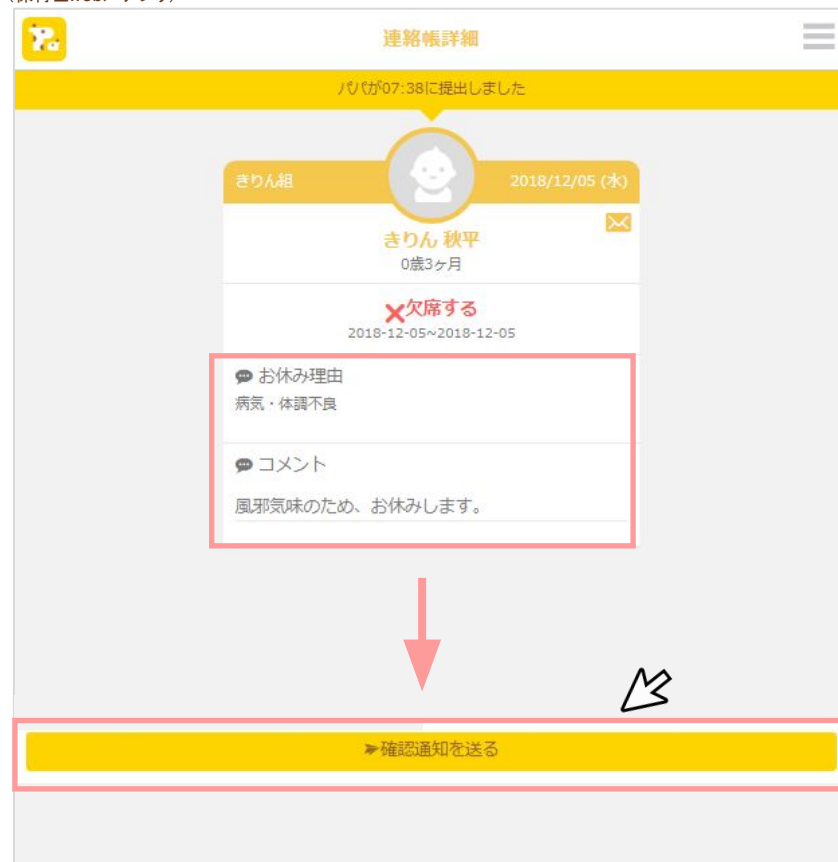 連絡帳詳細
パパが07:38に提出しました
きりん組
2018/12/05 (水)
きりん 秋平
0歳3ヶ月
欠席する
2018-12-05~2018-12-05
お休み理由
病気・体調不良
コメント
風邪気味のため、お休みします。
確認通知を送る